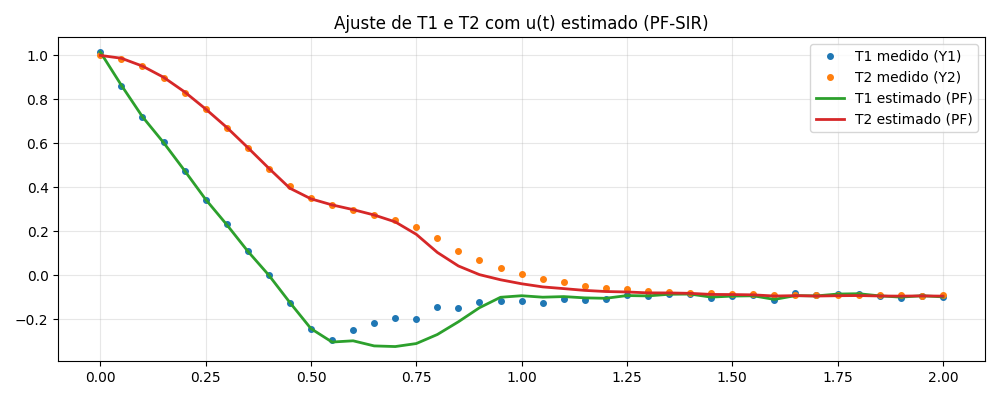 Ajuste de T1 e T2 com u(t) estimado (PF-SIR)
T1 medido (Y1)
T2 medido (Y2)
T1 estimado (PF)
T2 estimado (PF)
1.0
0.8
0.6
0.4
0.2
0.0
−0.2
0.00 0.25 0.50 0.75 1.00 1.25 1.50 1.75 2.00